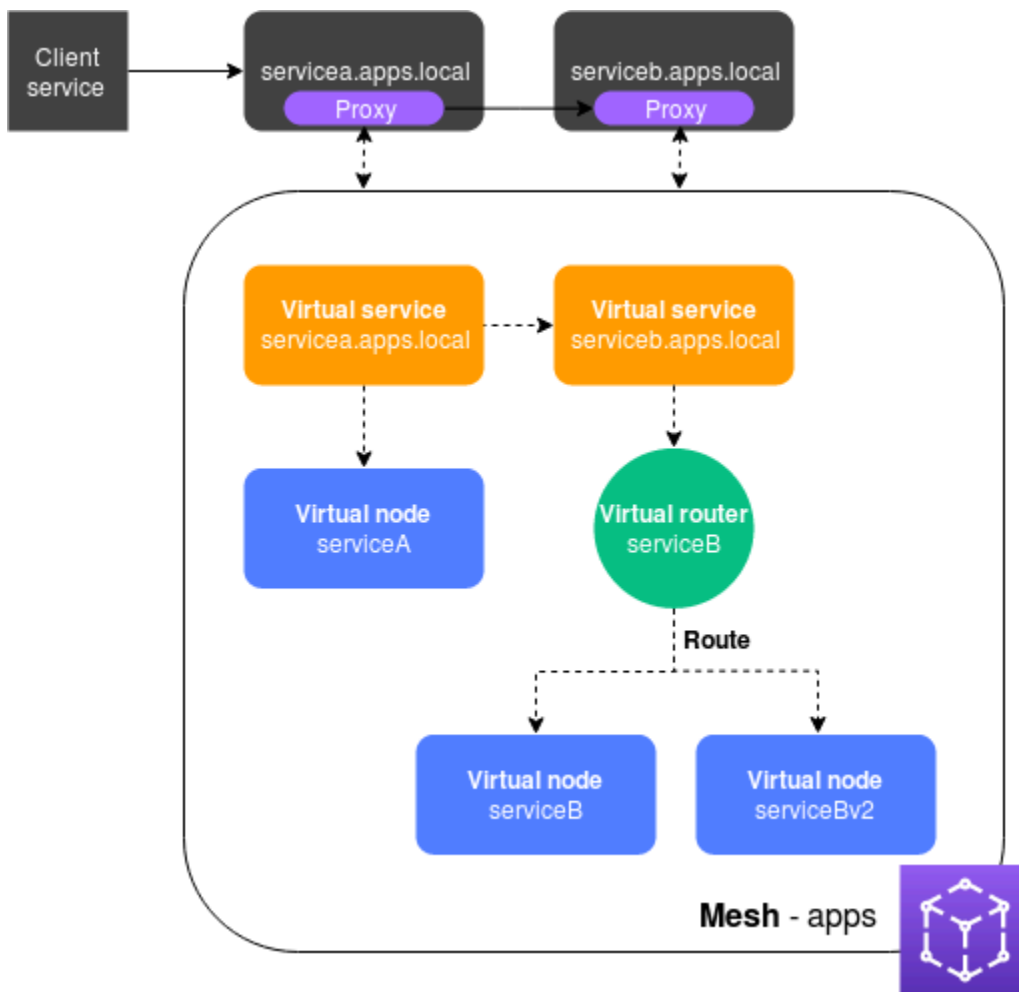 Client
service
servicea.apps.local
Proxy
serviceb.apps.local
Proxy
Virtual service
servicea.apps.local
Virtual service
serviceb.apps.local
Virtual node
serviceA
Virtual router
serviceB
Route
Virtual node
serviceB
Virtual node
serviceBv2
Mesh - apps